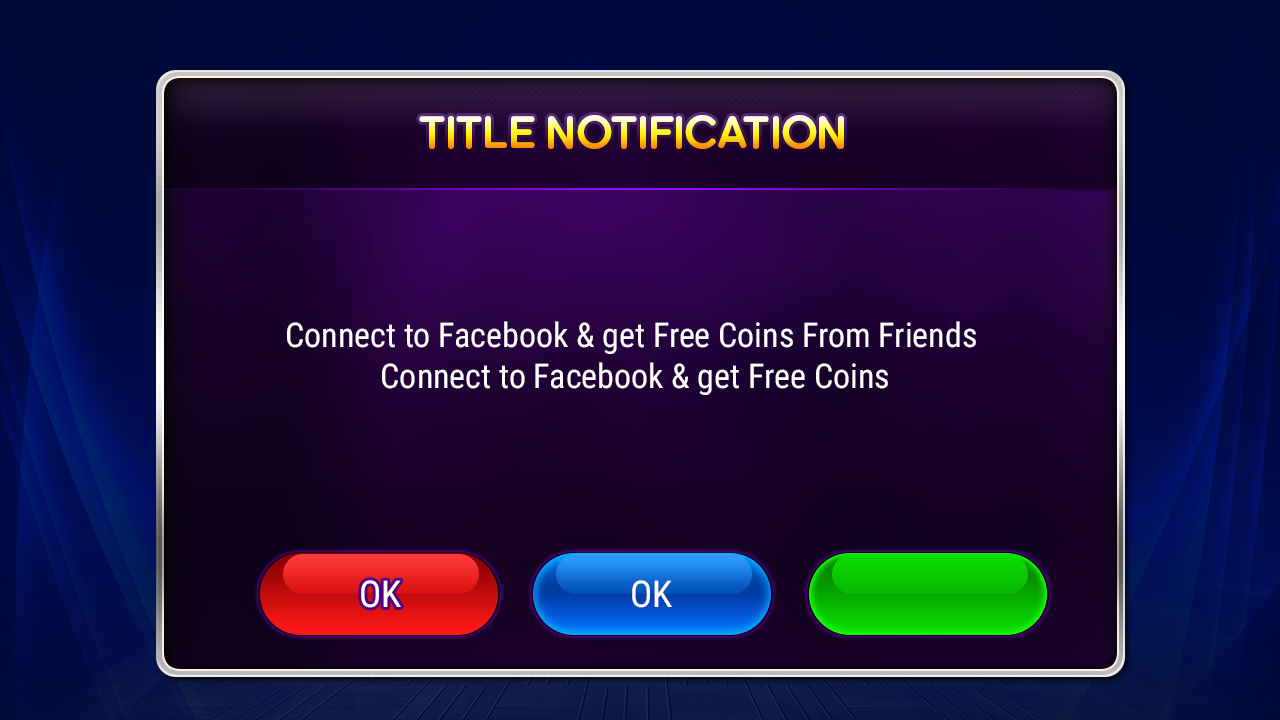 TITLE NOTIFICATION
Connect to Facebook & get Free Coins From Friends
Connect to Facebook & get Free Coins
OK
OK